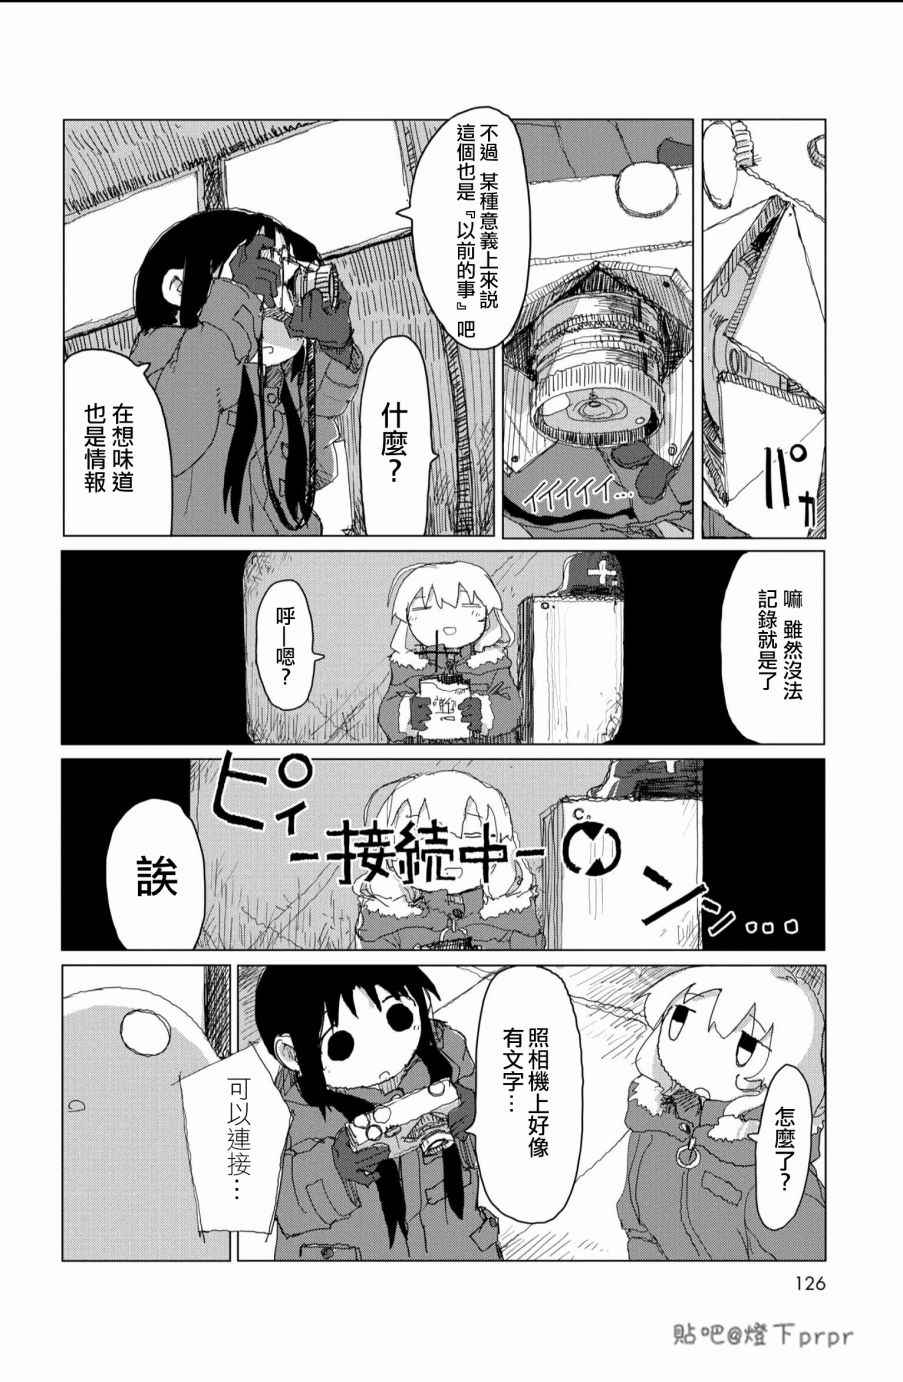 パカ
イイイイイ…
不過 某種意義上來說
這個也是『以前的事』吧
什麼?
在想味道
也是情報
嘛 雖然沒法
記錄就是了
呼—嗯?
ピィ
ンン...
C
-接続中-
誒
怎麼了?
照相機上好像
有文字…
可以連接…
126
貼吧@燈下prpr